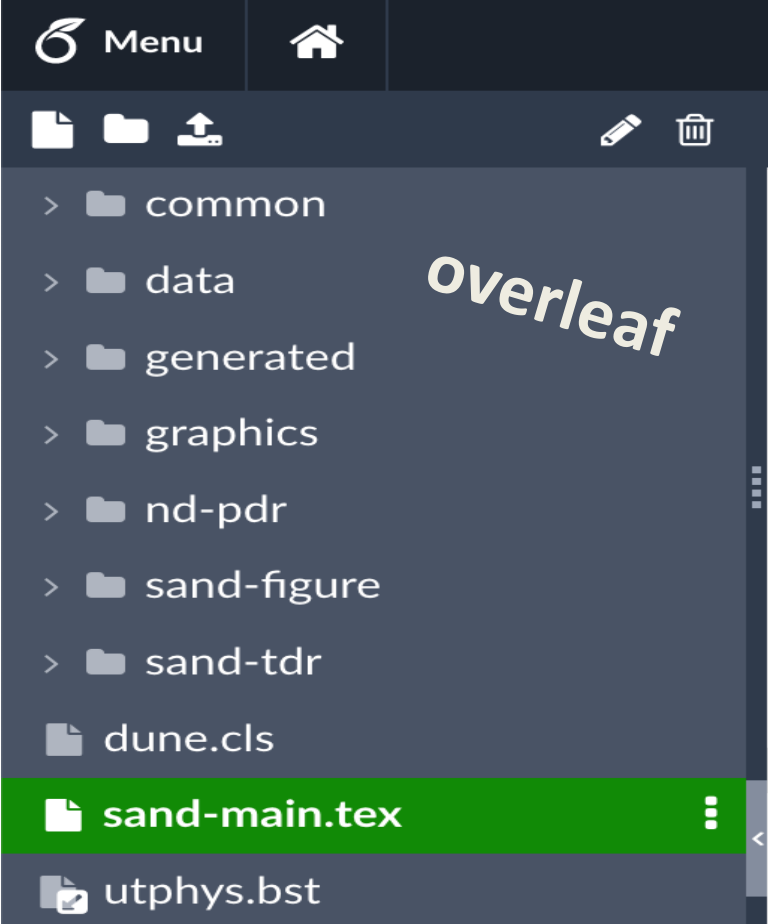 Menu
common
data
overleaf
generated
graphics
nd-pdr
sand-figure
sand-tdr
dune.cls
sand-main.tex
utphys.bst